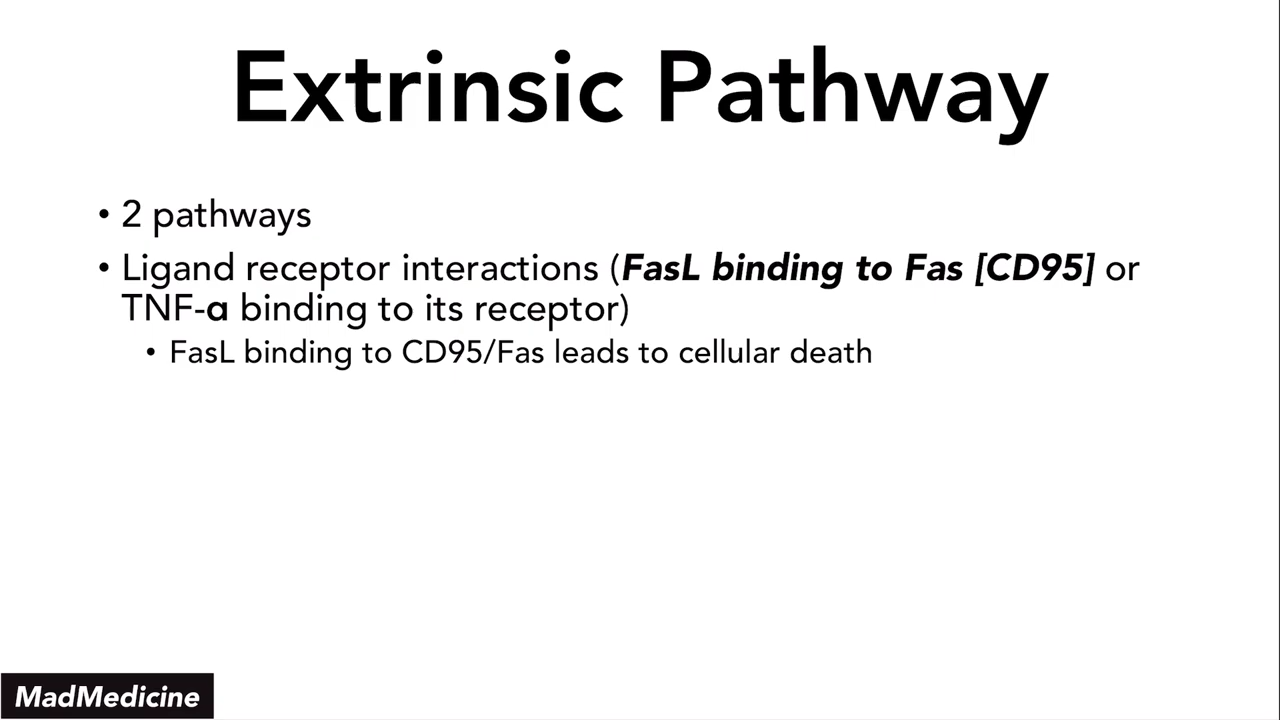 Extrinsic Pathway
• 2 pathways
• Ligand receptor interactions (FasL binding to Fas [CD95] or
TNF-α binding to its receptor)
• FasL binding to CD95/Fas leads to cellular death
MadMedicine